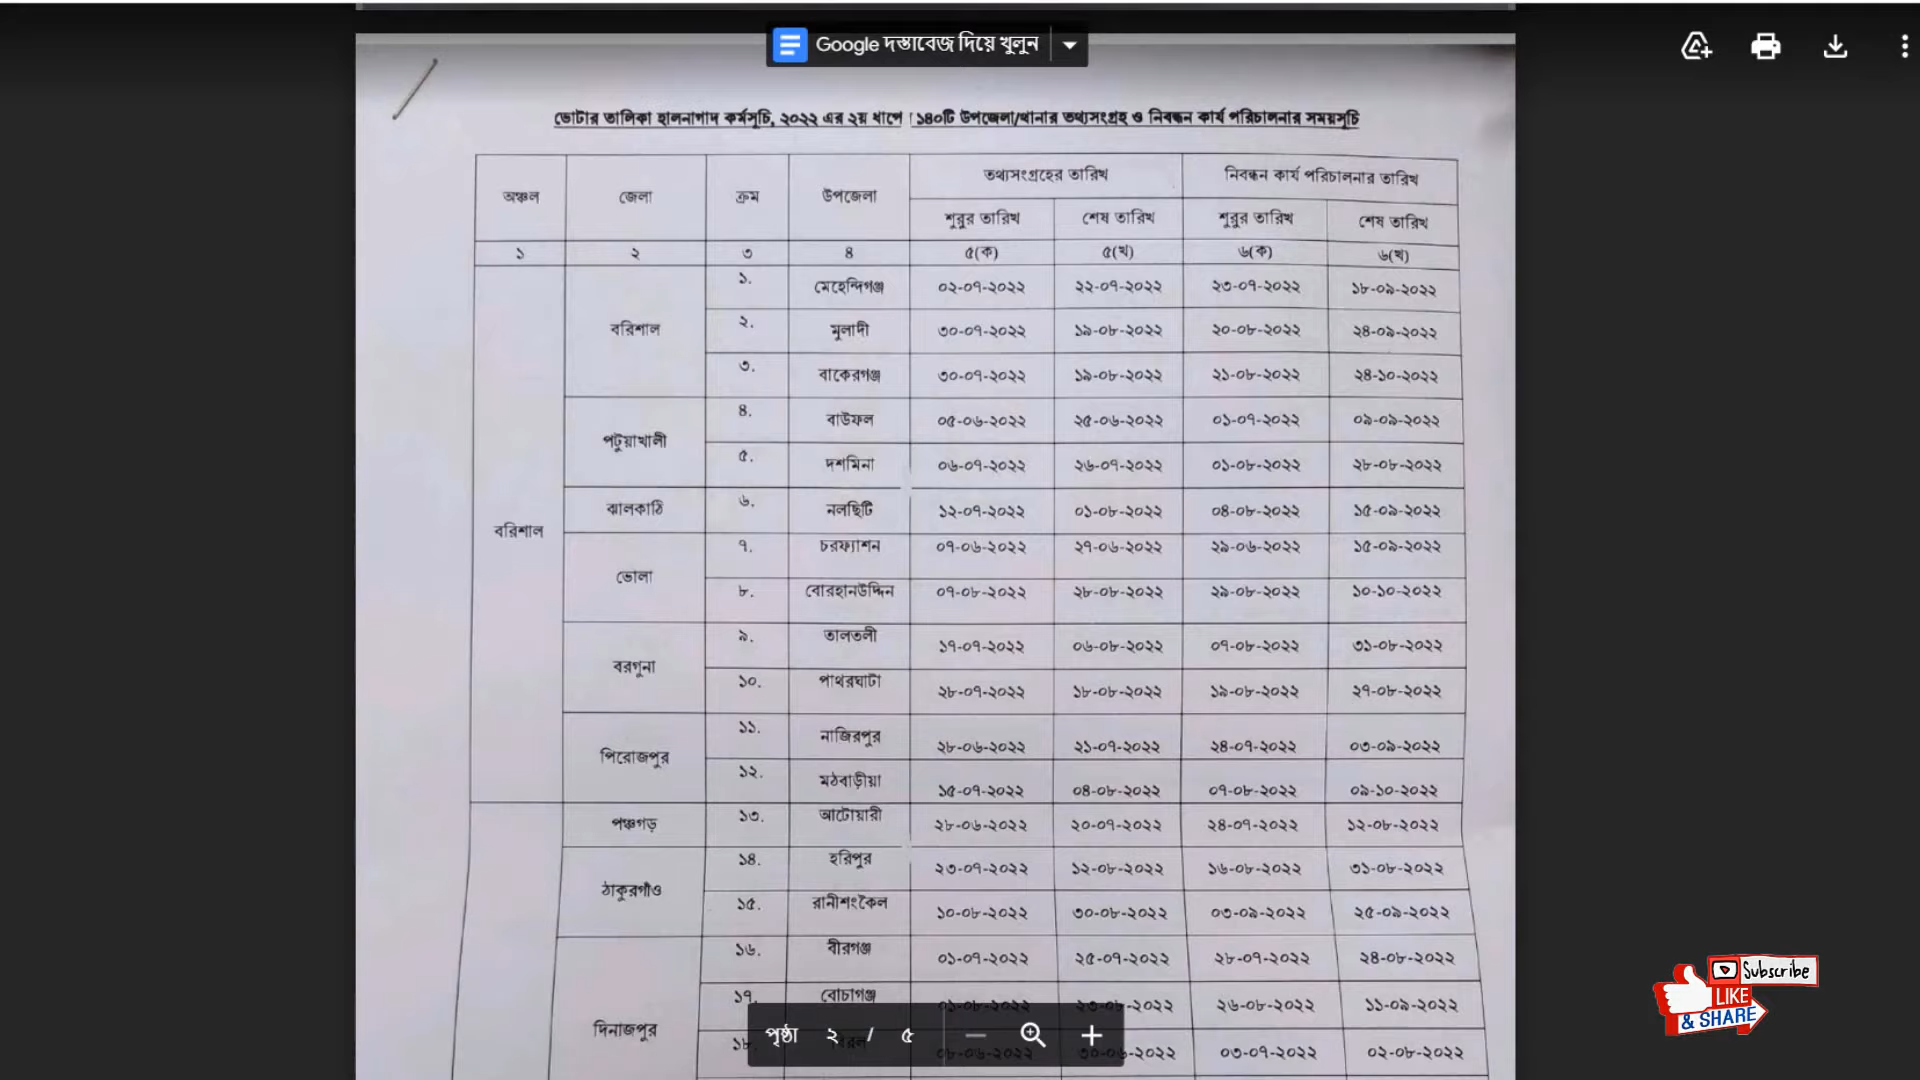 Google দস্তাবেজ দিয়ে খুলুন
ভোটার তালিকা হালনাগাদ কর্মসূচি, ২০২২ এর ২য় ধাপে ১৪০টি উপজেলা/থানার তথ্যসংগ্রহ ও নিবন্ধন কার্য পরিচালনার সময়সূচি
অঞ্চল জেলা ক্রম উপজেলা তথ্যসংগ্রহের তারিখ নিবন্ধন কার্য পরিচালনার তারিখ
শুরুর তারিখ শেষ তারিখ শুরুর তারিখ শেষ তারিখ
১ ২ ৩ ৪ ৫(ক) ৫(খ) ৬(ক) ৬(খ)
বরিশাল বরিশাল ১. মেহেন্দিগঞ্জ ০২-০৭-২০২২ ২২-০৭-২০২২ ২৩-০৭-২০২২ ১৮-০৯-২০২২
২. মুলাদী ৩০-০৭-২০২২ ১৯-০৮-২০২২ ২০-০৮-২০২২ ২৪-০৯-২০২২
৩. বাকেরগঞ্জ ৩০-০৭-২০২২ ১৯-০৮-২০২২ ২১-০৮-২০২২ ২৪-১০-২০২২
পটুয়াখালী ৪. বাউফল ০৫-০৬-২০২২ ২৫-০৬-২০২২ ০১-০৭-২০২২ ০৯-০৯-২০২২
৫. দশমিনা ০৬-০৭-২০২২ ২৬-০৭-২০২২ ০১-০৮-২০২২ ২৮-০৮-২০২২
ঝালকাঠি ৬. নলছিটি ১২-০৭-২০২২ ০১-০৮-২০২২ ০৪-০৮-২০২২ ১৫-০৯-২০২২
ভোলা ৭. চরফ্যাশন ০৭-০৬-২০২২ ২৭-০৬-২০২২ ২৯-০৬-২০২২ ১৫-০৯-২০২২
৮. বোরহানউদ্দিন ০৭-০৮-২০২২ ২৮-০৮-২০২২ ২৯-০৮-২০২২ ১০-১০-২০২২
বরগুনা ৯. তালতলী ১৭-০৭-২০২২ ০৬-০৮-২০২২ ০৭-০৮-২০২২ ৩১-০৮-২০২২
১০. পাথরঘাটা ২৮-০৭-২০২২ ১৮-০৮-২০২২ ১৯-০৮-২০২২ ২৭-০৮-২০২২
পিরোজপুর ১১. নাজিরপুর ২৮-০৬-২০২২ ২১-০৭-২০২২ ২৪-০৭-২০২২ ০৩-০৯-২০২২
১২. মঠবাড়ীয়া ১৫-০৭-২০২২ ০৪-০৮-২০২২ ০৭-০৮-২০২২ ০৯-১০-২০২২
পঞ্চগড় ১৩. আটোয়ারী ২৮-০৬-২০২২ ২০-০৭-২০২২ ২৪-০৭-২০২২ ১২-০৮-২০২২
ঠাকুরগাঁও ১৪. হরিপুর ২৩-০৭-২০২২ ১২-০৮-২০২২ ১৬-০৮-২০২২ ৩১-০৮-২০২২
১৫. রানীশংকৈল ১০-০৮-২০২২ ৩০-০৮-২০২২ ০৩-০৯-২০২২ ২৫-০৯-২০২২
দিনাজপুর ১৬. বীরগঞ্জ ০১-০৭-২০২২ ২৫-০৭-২০২২ ২৮-০৭-২০২২ ২৪-০৮-২০২২
১৭. বোচাগঞ্জ ০১-০৮-২০২২ ২৩-০৮-২০২২ ২৬-০৮-২০২২ ১১-০৯-২০২২
১৮. বিরল ০৮-০৬-২০২২ ৩০-০৬-২০২২ ০৩-০৭-২০২২ ০২-০৮-২০২২
পৃষ্ঠা ২ / ৫
Subscribe
LIKE
& SHARE